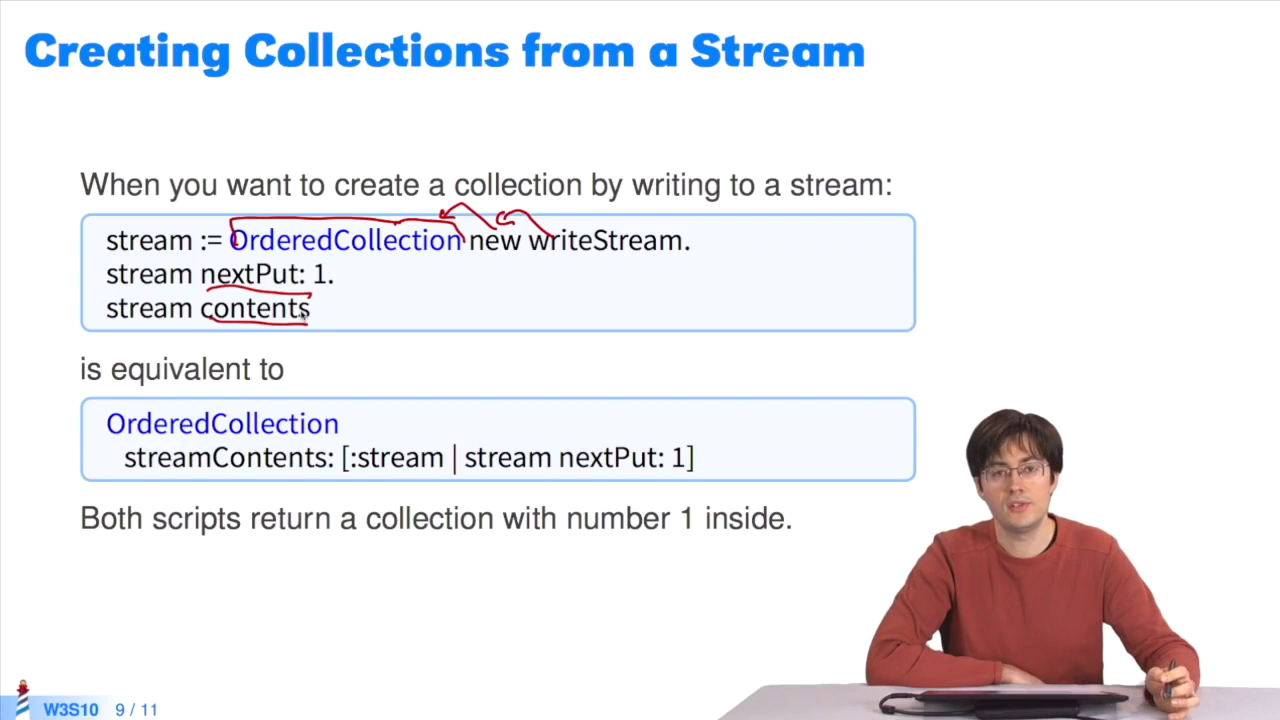 Creating Collections from a Stream
When you want to create a collection by writing to a stream:
stream := OrderedCollection new writeStream.
stream nextPut: 1.
stream contents
is equivalent to
OrderedCollection
streamContents: [:stream | stream nextPut: 1]
Both scripts return a collection with number 1 inside.
W3S10 9 / 11